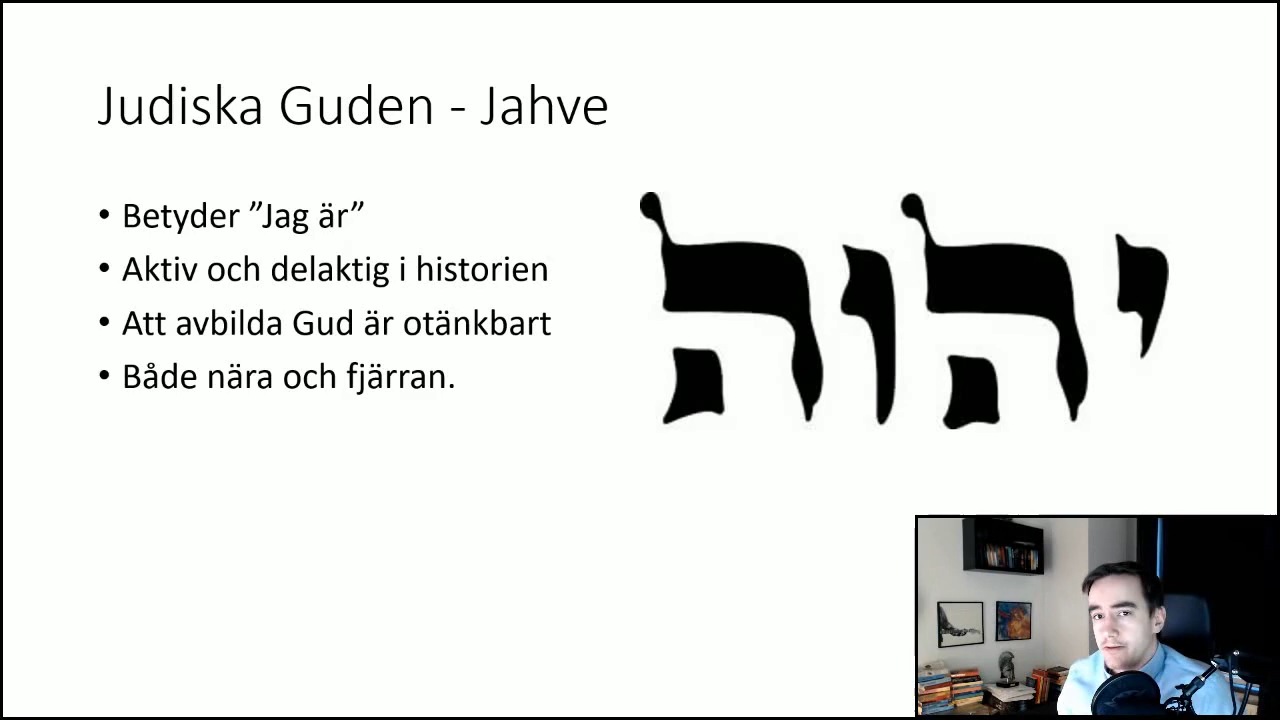 Judiska Guden - Jahve
• Betyder ”Jag är”
• Aktiv och delaktig i historien
• Att avbilda Gud är otänkbart
• Både nära och fjärran.
יהוה